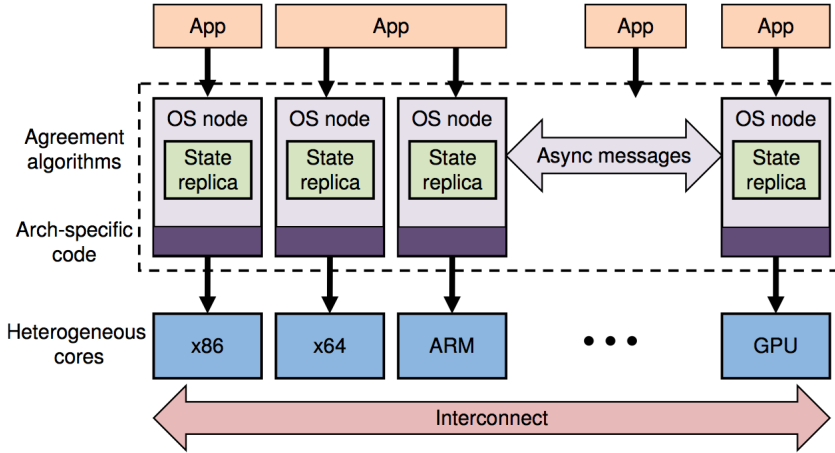 App
App
App
App
OS node
OS node
OS node
OS node
Agreement
algorithms
State
replica
State
replica
State
replica
Async messages
State
replica
Arch-specific
code
Heterogeneous
cores
x86
x64
ARM
GPU
Interconnect